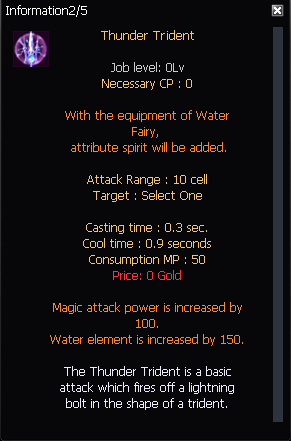 Information2/5
Thunder Trident
Job level: 0Lv
Necessary CP : 0
With the equipment of Water
Fairy,
attribute spirit will be added.
Attack Range : 10 cell
Target : Select One
Casting time : 0.3 sec.
Cool time : 0.9 seconds
Consumption MP : 50
Price: 0 Gold
Magic attack power is increased by
100.
Water element is increased by 150.
The Thunder Trident is a basic
attack which fires off a lightning
bolt in the shape of a trident.